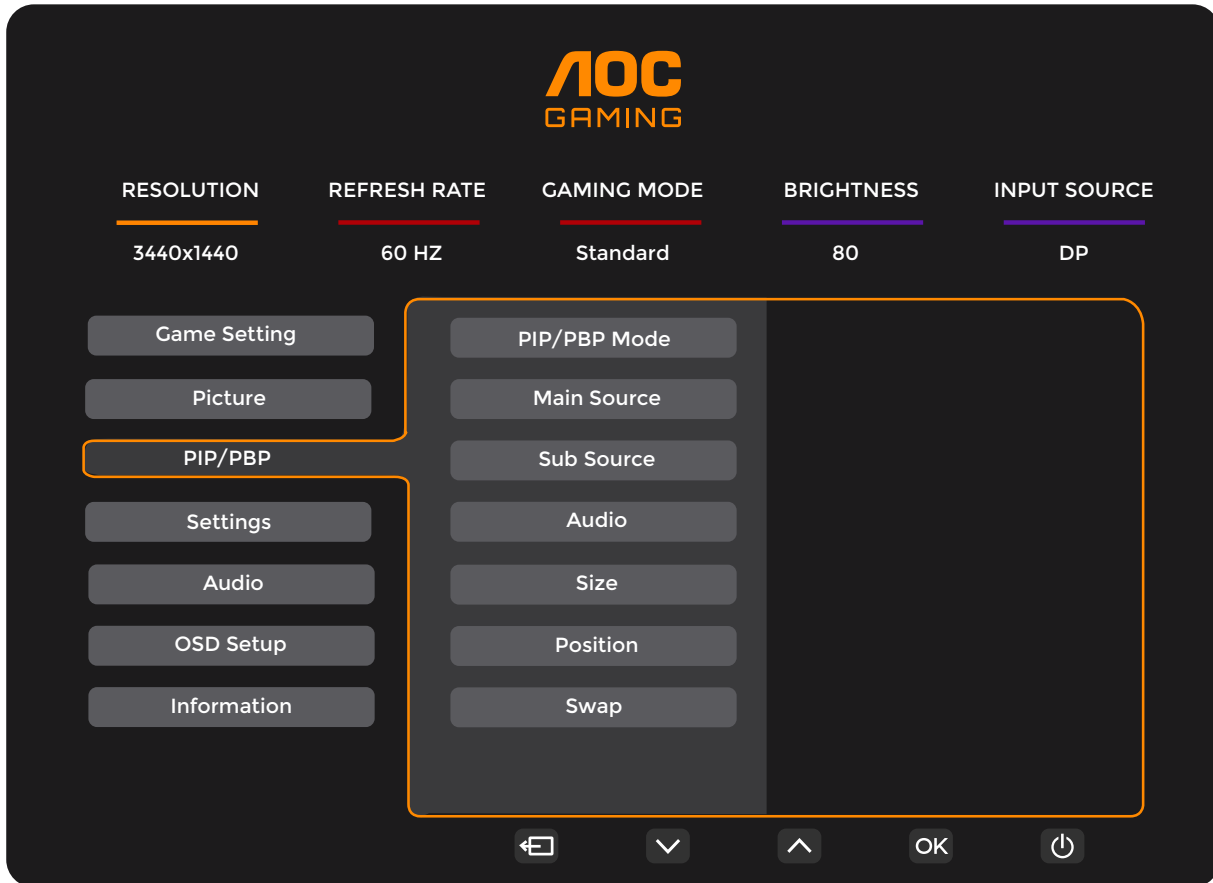 AOC
GAMING
RESOLUTION REFRESH RATE GAMING MODE BRIGHTNESS INPUT SOURCE
3440x1440 60 HZ Standard 80 DP
Game Setting PIP/PBP Mode
Picture Main Source
PIP/PBP Sub Source
Settings Audio
Audio Size
OSD Setup Position
Information Swap
OK